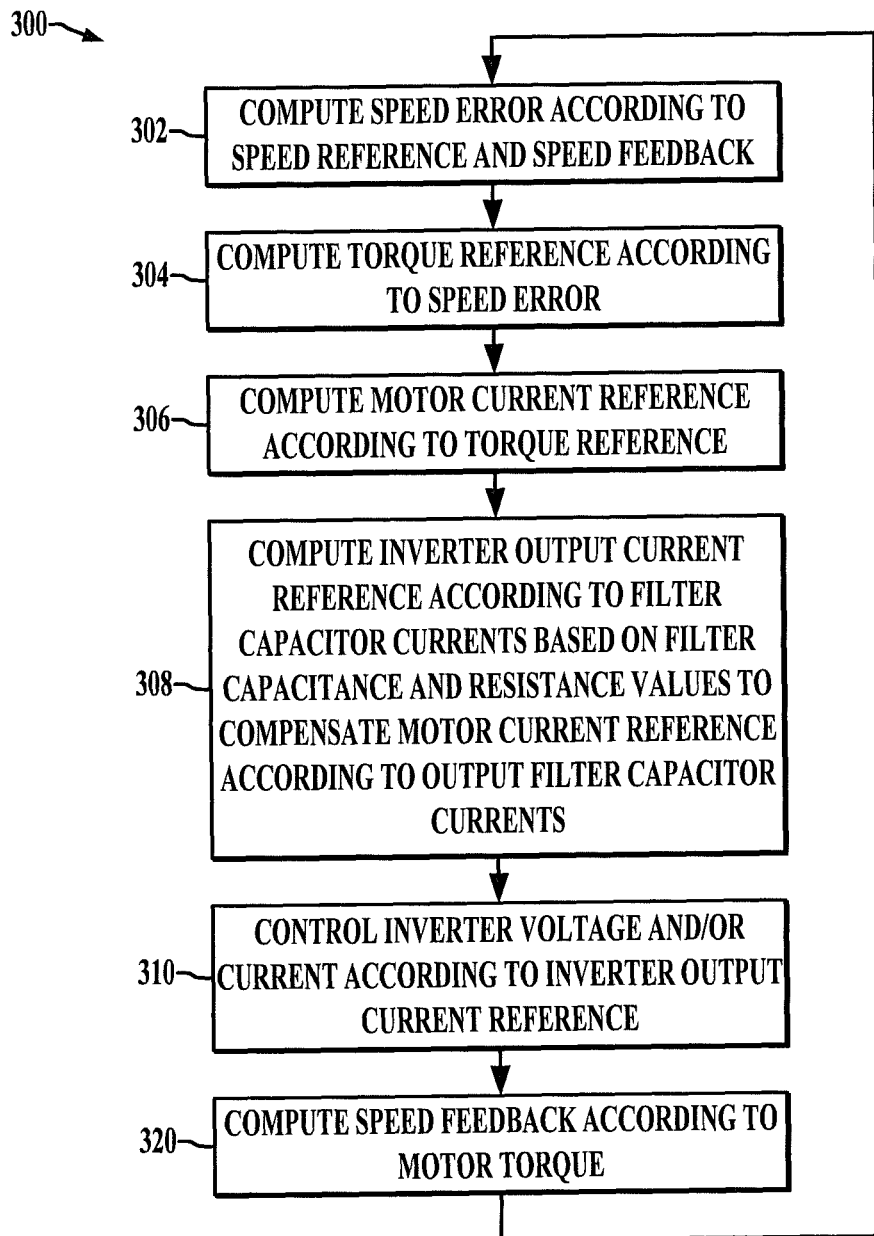 300
302
COMPUTE SPEED ERROR ACCORDING TO
SPEED REFERENCE AND SPEED FEEDBACK
304
COMPUTE TORQUE REFERENCE ACCORDING
TO SPEED ERROR
306
COMPUTE MOTOR CURRENT REFERENCE
ACCORDING TO TORQUE REFERENCE
308
COMPUTE INVERTER OUTPUT CURRENT
REFERENCE ACCORDING TO FILTER
CAPACITOR CURRENTS BASED ON FILTER
CAPACITANCE AND RESISTANCE VALUES TO
COMPENSATE MOTOR CURRENT REFERENCE
ACCORDING TO OUTPUT FILTER CAPACITOR
CURRENTS
310
CONTROL INVERTER VOLTAGE AND/OR
CURRENT ACCORDING TO INVERTER OUTPUT
CURRENT REFERENCE
320
COMPUTE SPEED FEEDBACK ACCORDING TO
MOTOR TORQUE